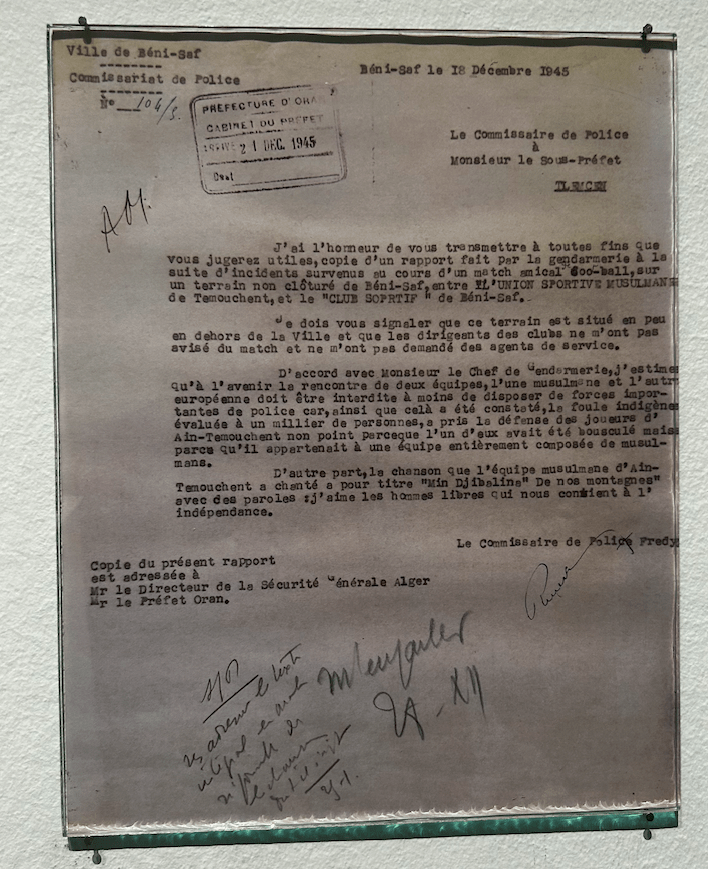 Ville de Béni-Saf
Commissariat de Police
N° 104/S.
PREFECTURE D'ORAN
CABINET DU PREFET
21 DEC. 1945
Béni-Saf le 18 Décembre 1945
Le Commissaire de Police
à
Monsieur le Sous-Préfet
TLEMCEN
J'ai l'honneur de vous transmettre à toutes fins que
vous jugerez utiles,copie d'un rapport fait par la gendarmerie à la
suite d'incidents survenus au cours d'un match amical foo-ball,sur
un terrain non clôturé de Béni-Saf,entre L'UNION SPORTIVE MUSULMANE
de Temouchent,et le "CLUB SOPRTIF " de Béni-Saf.
Je dois vous signaler que ce terrain est situé en peu
en dehors de la Ville et que les dirigeants des clubs ne m'ont pas
avisé du match et ne m'ont pas demandé des agents de service.
D'accord avec Monsieur le Chef de Gendarmerie,j'estime
qu'à l'avenir la rencontre de deux équipes,l'une musulmane et l'autre
européenne doit être interdite à moins de disposer de forces impor-
tantes de police car,ainsi que celà a été constaté,la foule indigène
évaluée à un millier de personnes,a pris la défense des joueurs d'
Ain-Temouchent non point parceque l'un d'eux avait été bousculé mais
parce qu'il appartenait à une équipe entièrement composée de musul-
mans.
D'autre part,la chanson que l'équipe musulmane d'Ain-
Temouchent a chanté a pour titre "Min Djibaline" De nos montagnes"
avec des paroles :j'aime les hommes libres qui nous convient à l'
indépendance.
Le Commissaire de Police Fredy
Copie du présent rapport
est adressée à
Mr le Directeur de la Sécurité Générale Alger
Mr le Préfet Oran.